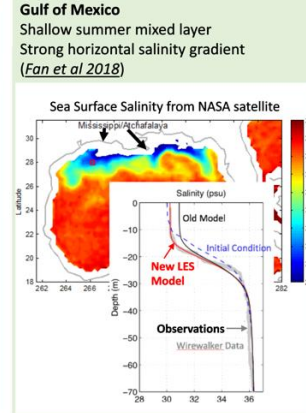 Gulf of Mexico
Shallow summer mixed layer
Strong horizontal salinity gradient
(Fan et al 2018)
Sea Surface Salinity from NASA satellite
Mississippi/Atchafalaya
Latitude
30
28
26
24
22
20
18
262 264 266
282
Salinity (psu)
Depth (m)
0
-10
-20
-30
-40
-50
-60
-70
28 30 32 34 36
Old Model
Initial Condition
New LES
Model
Observations
Wirewalker Data